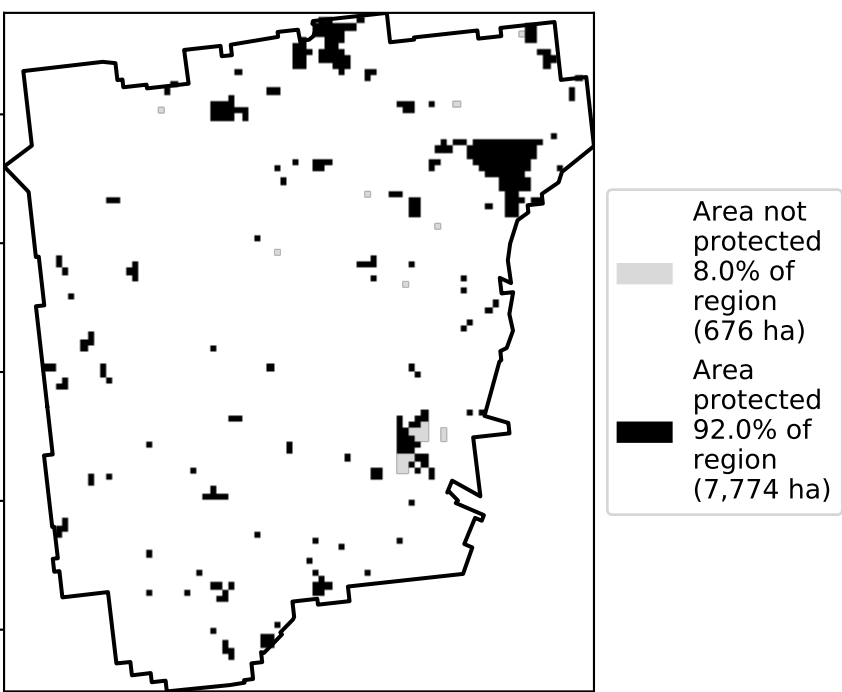 Area not
protected
8.0% of
region
(676 ha)
Area
protected
92.0% of
region
(7,774 ha)